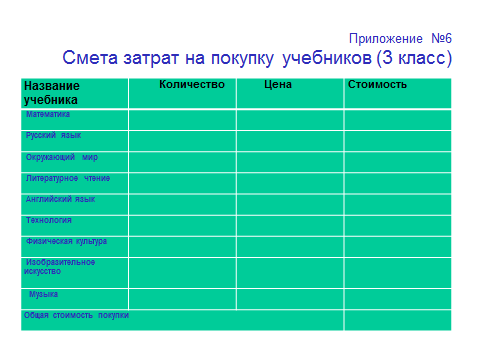 Приложение №6
Смета затрат на покупку учебников (3 класс)
Название учебника Количество Цена Стоимость
Математика
Русский язык
Окружающий мир
Литературное чтение
Английский язык
Технология
Физическая культура
Изобразительное
искусство
Музыка
Общая стоимость покупки